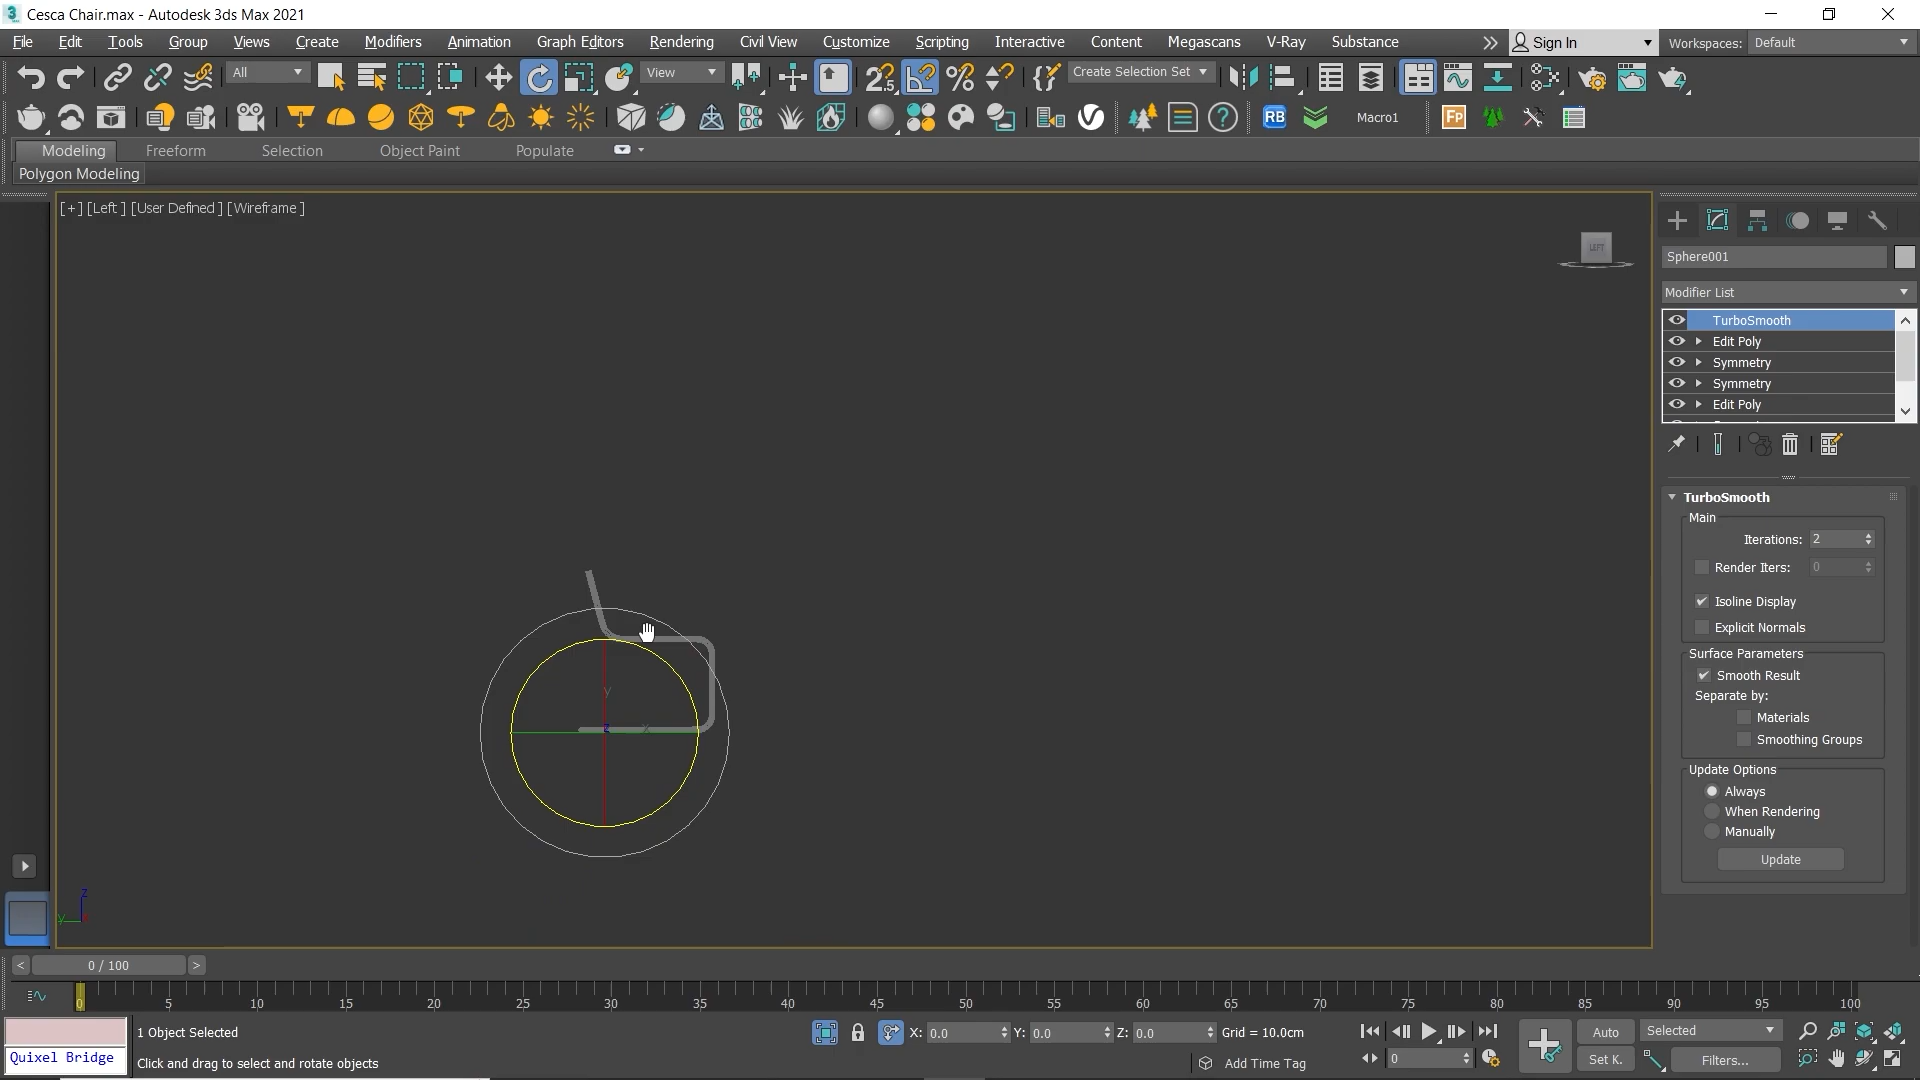 Cesca Chair.max - Autodesk 3ds Max 2021
File Edit Tools Group Views Create Modifiers Animation Graph Editors Rendering Civil View Customize Scripting Interactive Content Megascans V-Ray Substance Sign In Workspaces: Default
All View Create Selection Set
RB Macro1 Fp
Modeling Freeform Selection Object Paint Populate
Polygon Modeling
[+] [Left ] [User Defined ] [Wireframe ]
LEFT
Sphere001
Modifier List
TurboSmooth
Edit Poly
Symmetry
Symmetry
Edit Poly
TurboSmooth
Main
Iterations: 2
Render Iters: 0
Isoline Display
Explicit Normals
Surface Parameters
Smooth Result
Separate by:
Materials
Smoothing Groups
Update Options
Always
When Rendering
Manually
Update
y
z x
z
y
< 0 / 100 >
0 5 10 15 20 25 30 35 40 45 50 55 60 65 70 75 80 85 90 95 100
1 Object Selected X: 0.0 Y: 0.0 Z: 0.0 Grid = 10.0cm Auto Selected
Quixel Bridge Click and drag to select and rotate objects Add Time Tag 0 Set K. Filters...